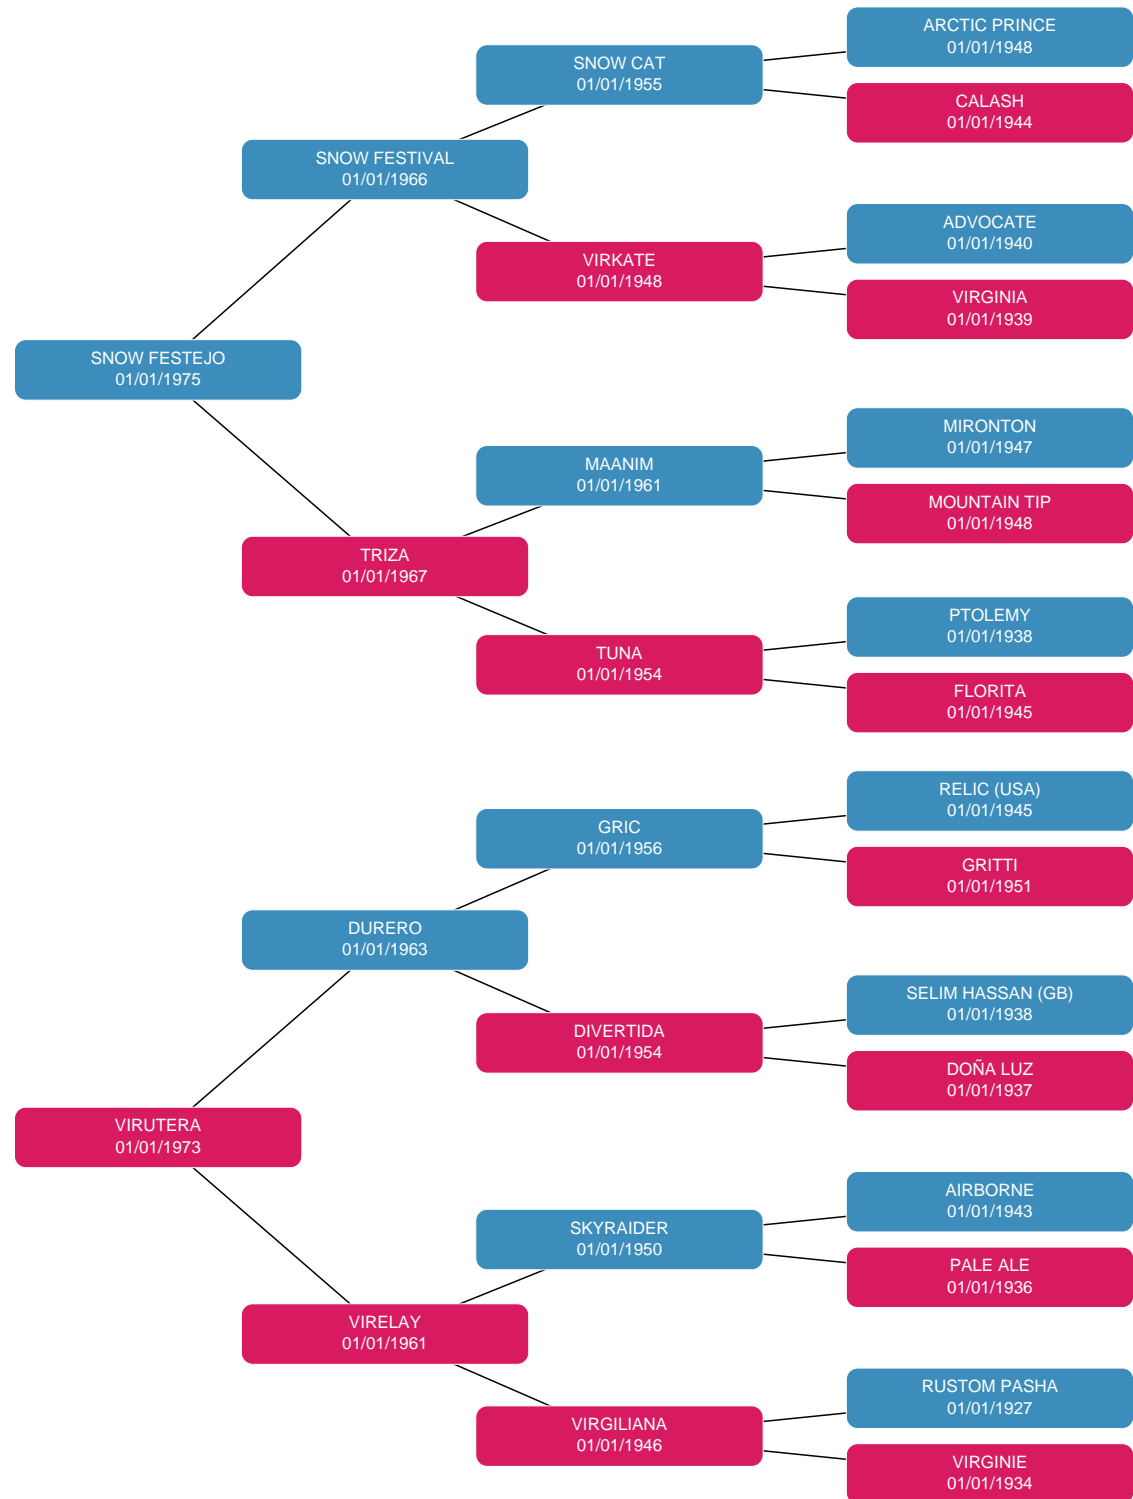 ARCTIC PRINCE
01/01/1948
SNOW CAT
01/01/1955
CALASH
01/01/1944
SNOW FESTIVAL
01/01/1966
ADVOCATE
01/01/1940
VIRKATE
01/01/1948
VIRGINIA
01/01/1939
SNOW FESTEJO
01/01/1975
MIRONTON
01/01/1947
MAANIM
01/01/1961
MOUNTAIN TIP
01/01/1948
TRIZA
01/01/1967
PTOLEMY
01/01/1938
TUNA
01/01/1954
FLORITA
01/01/1945
RELIC (USA)
01/01/1945
GRIC
01/01/1956
GRITTI
01/01/1951
DURERO
01/01/1963
SELIM HASSAN (GB)
01/01/1938
DIVERTIDA
01/01/1954
DOÑA LUZ
01/01/1937
VIRUTERA
01/01/1973
AIRBORNE
01/01/1943
SKYRAIDER
01/01/1950
PALE ALE
01/01/1936
VIRELAY
01/01/1961
RUSTOM PASHA
01/01/1927
VIRGILIANA
01/01/1946
VIRGINIE
01/01/1934